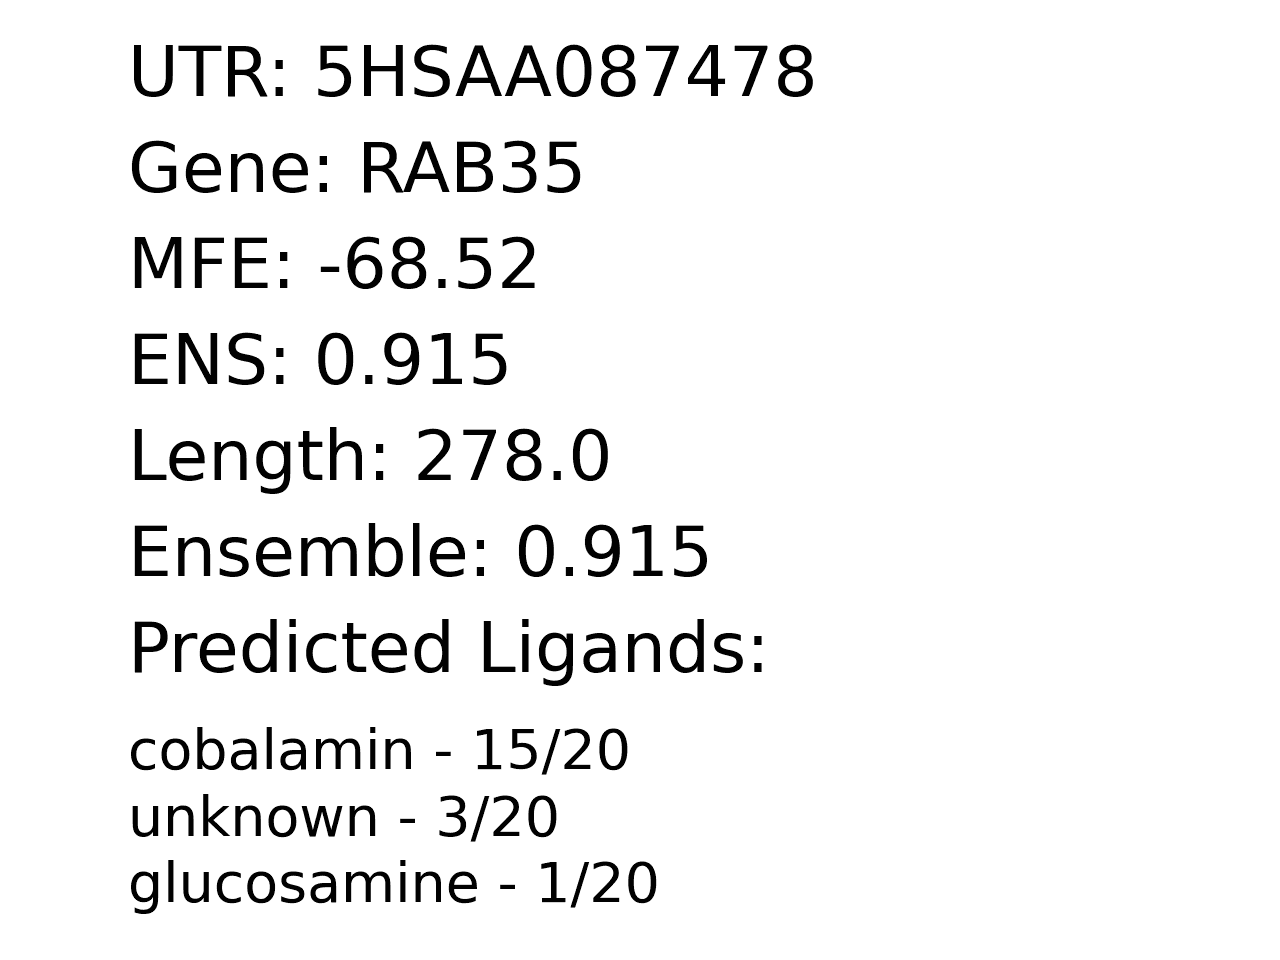 UTR: 5HSAA087478
Gene: RAB35
MFE: -68.52
ENS: 0.915
Length: 278.0
Ensemble: 0.915
Predicted Ligands:
cobalamin - 15/20
unknown - 3/20
glucosamine - 1/20